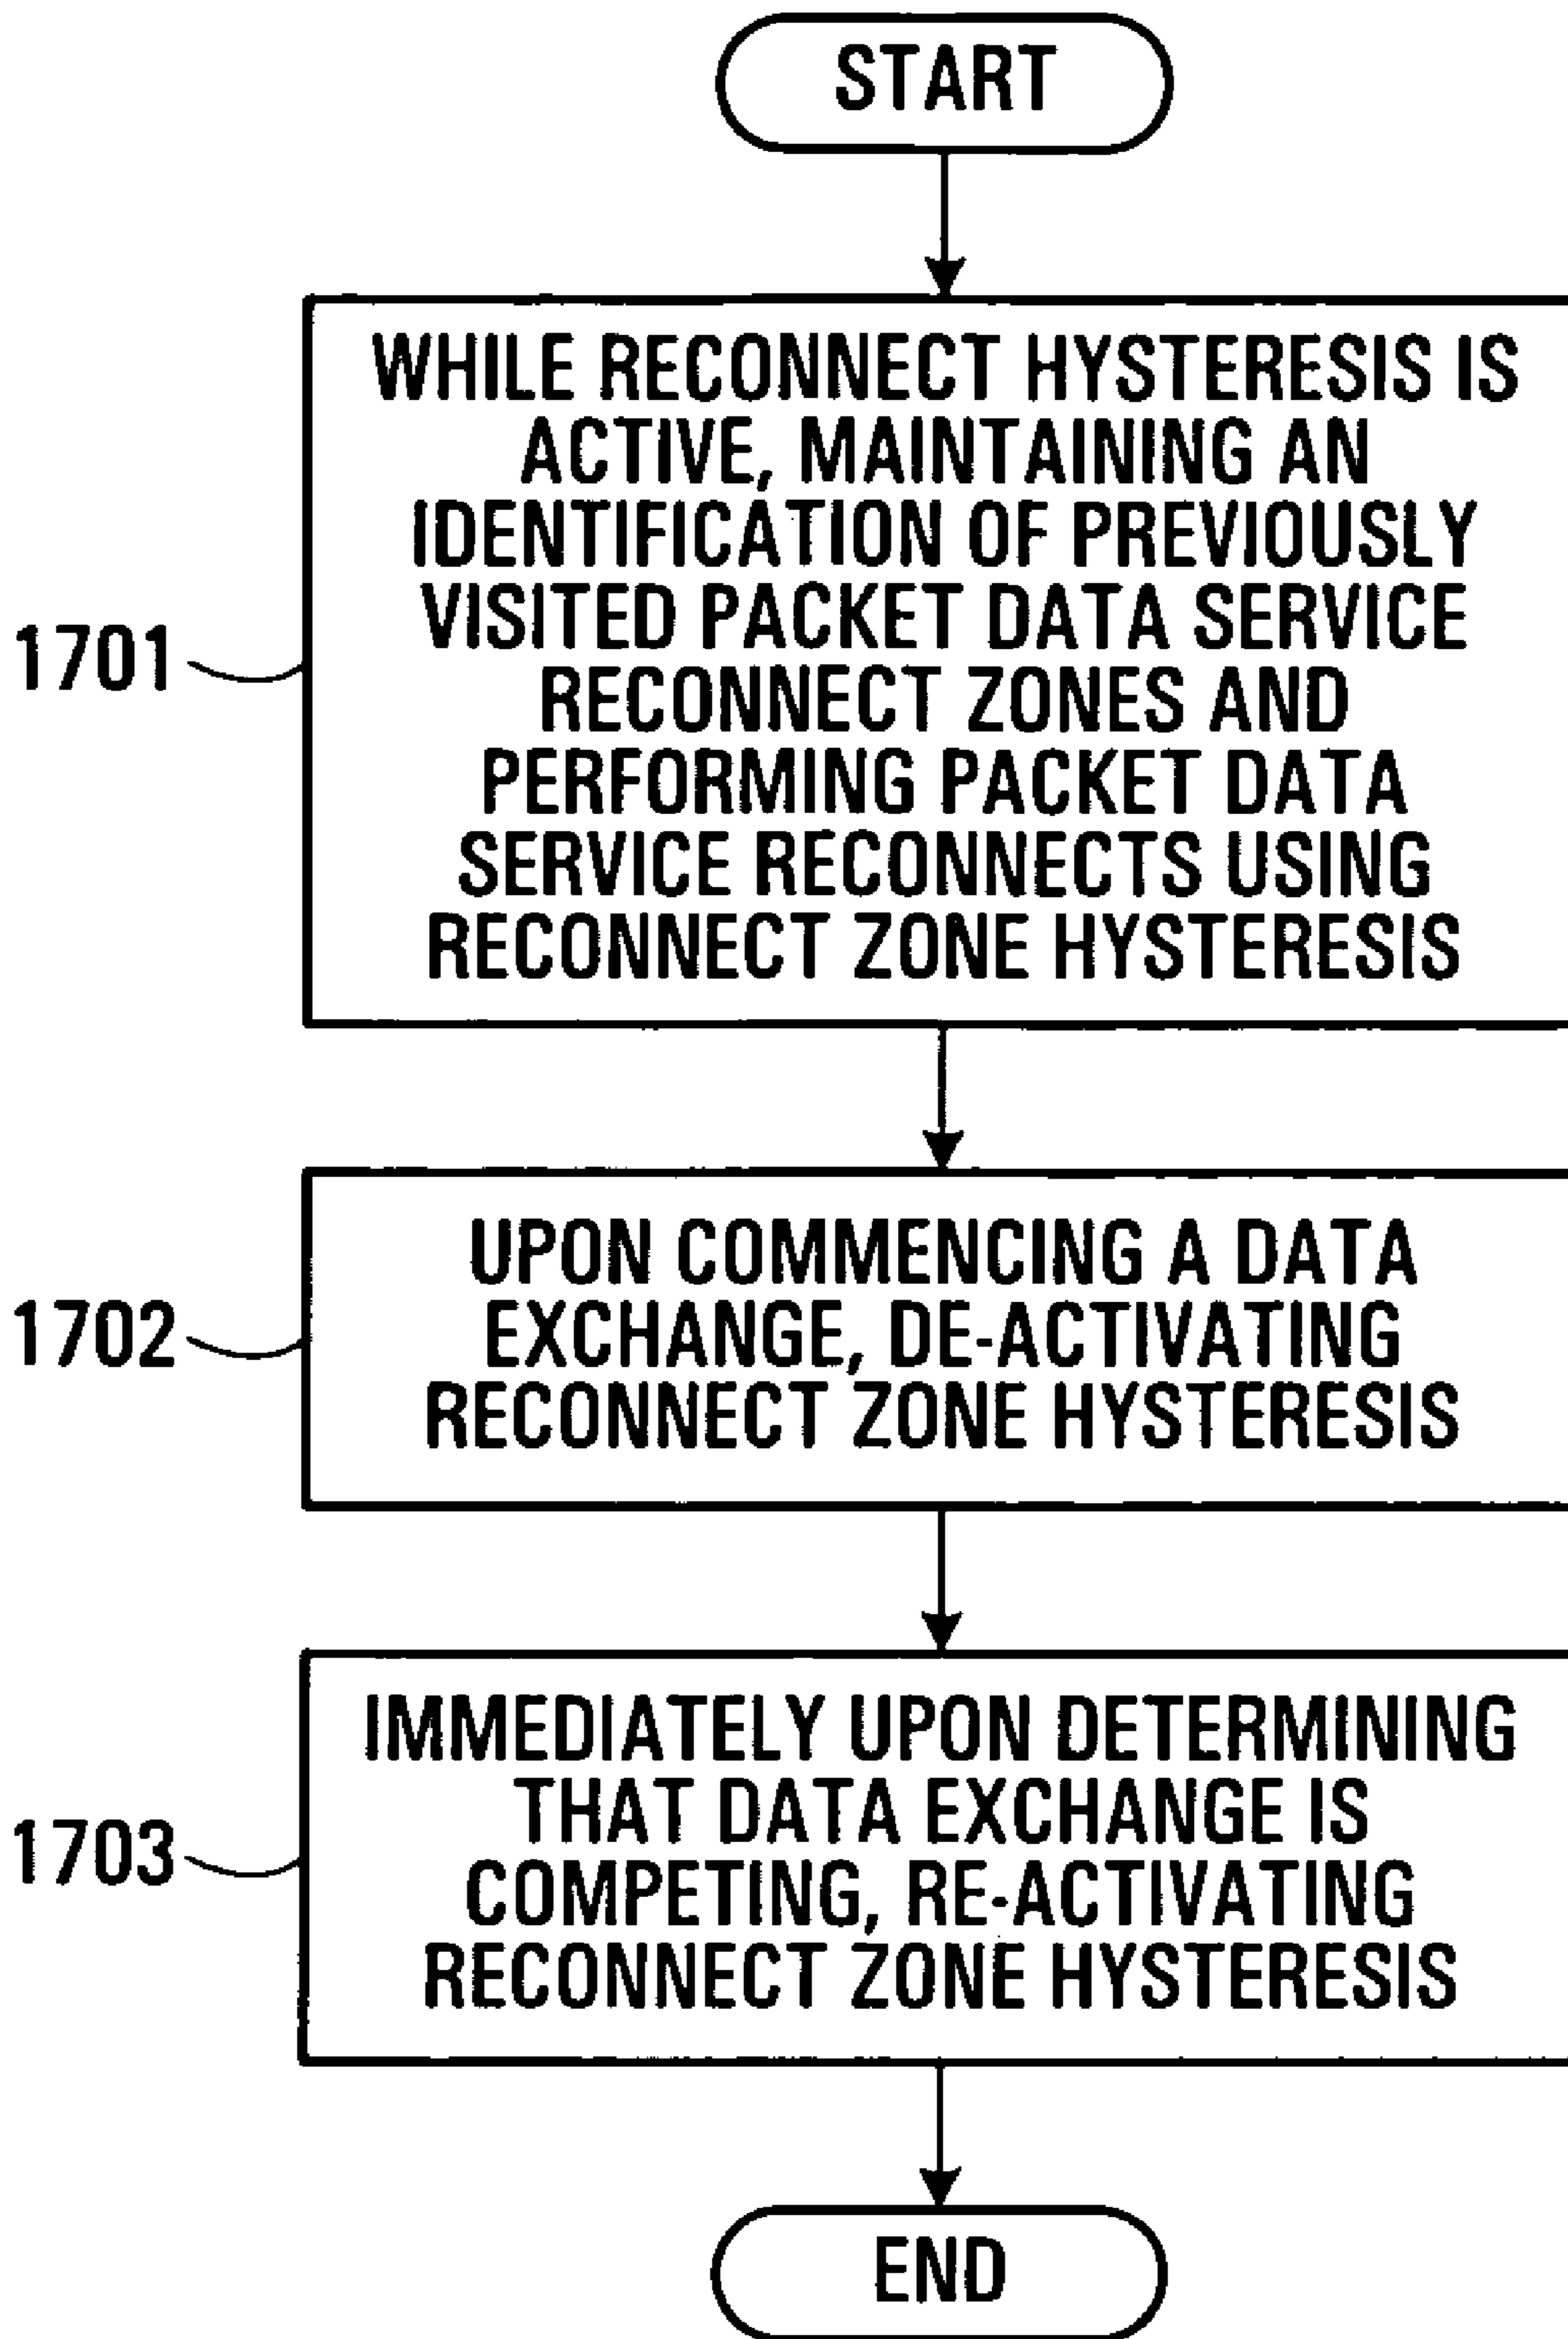 START
WHILE RECONNECT HYSTERESIS IS
ACTIVE, MAINTAINING AN
IDENTIFICATION OF PREVIOUSLY
VISITED PACKET DATA SERVICE
RECONNECT ZONES AND
PERFORMING PACKET DATA
SERVICE RECONNECTS USING
RECONNECT ZONE HYSTERESIS
1701
UPON COMMENCING A DATA
EXCHANGE, DE-ACTIVATING
RECONNECT ZONE HYSTERESIS
1702
IMMEDIATELY UPON DETERMINING
THAT DATA EXCHANGE IS
COMPETING, RE-ACTIVATING
RECONNECT ZONE HYSTERESIS
1703
END